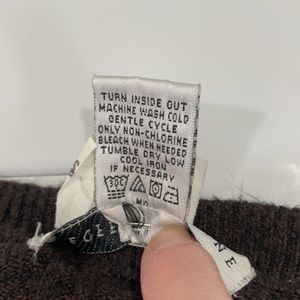 TURN INSIDE OUT
MACHINE WASH COLD
GENTLE CYCLE
ONLY NON-CHLORINE
BLEACH WHEN NEEDED
TUMBLE DRY LOW
COOL IRON
IF NECESSARY
30C